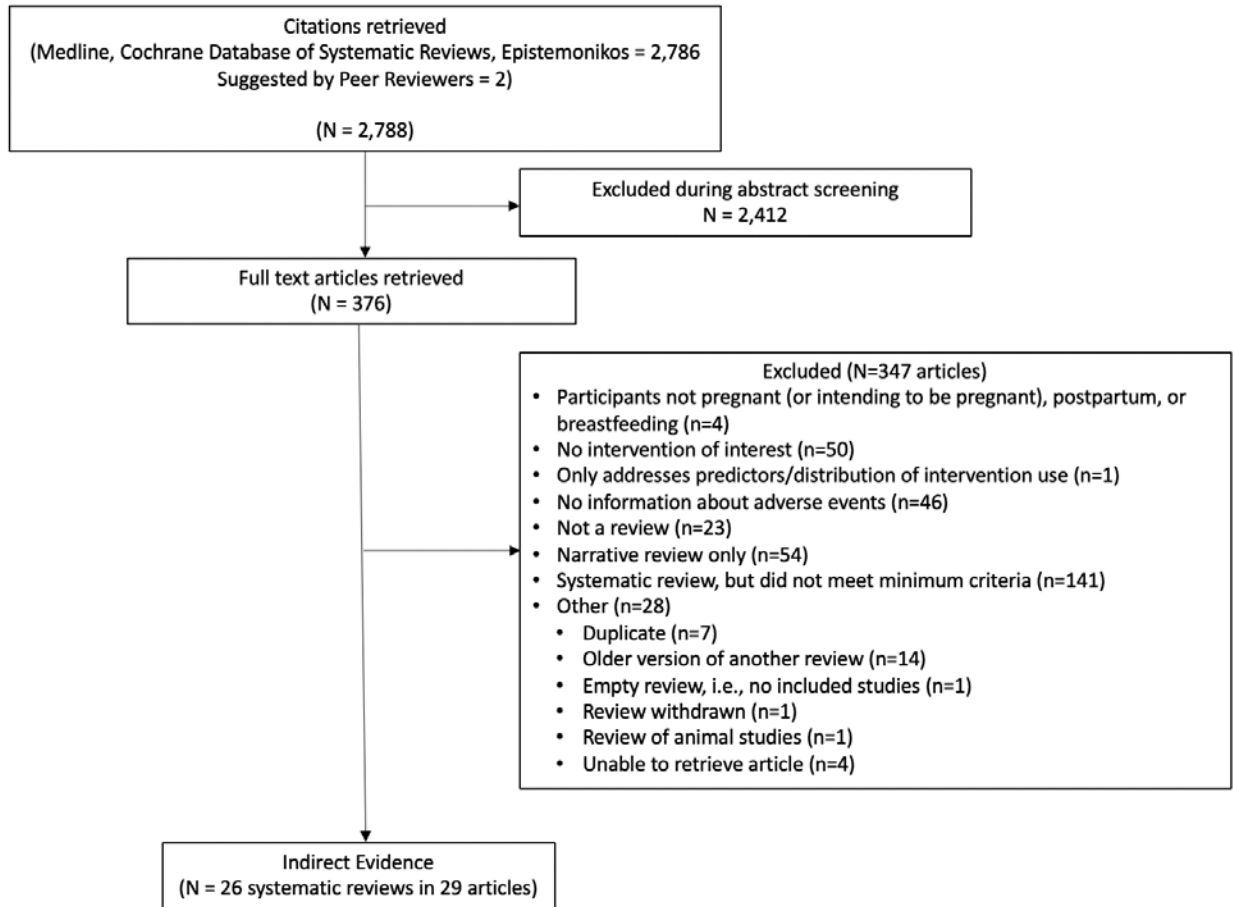 Citations retrieved
(Medline, Cochrane Database of Systematic Reviews, Epistemonikos = 2,786
Suggested by Peer Reviewers = 2)
(N = 2,788)
Excluded during abstract screening
N = 2,412
Full text articles retrieved
(N = 376)
Excluded (N=347 articles)
• Participants not pregnant (or intending to be pregnant), postpartum, or
breastfeeding (n=4)
• No intervention of interest (n=50)
• Only addresses predictors/distribution of intervention use (n=1)
• No information about adverse events (n=46)
• Not a review (n=23)
• Narrative review only (n=54)
• Systematic review, but did not meet minimum criteria (n=141)
• Other (n=28)
• Duplicate (n=7)
• Older version of another review (n=14)
• Empty review, i.e., no included studies (n=1)
• Review withdrawn (n=1)
• Review of animal studies (n=1)
• Unable to retrieve article (n=4)
Indirect Evidence
(N = 26 systematic reviews in 29 articles)